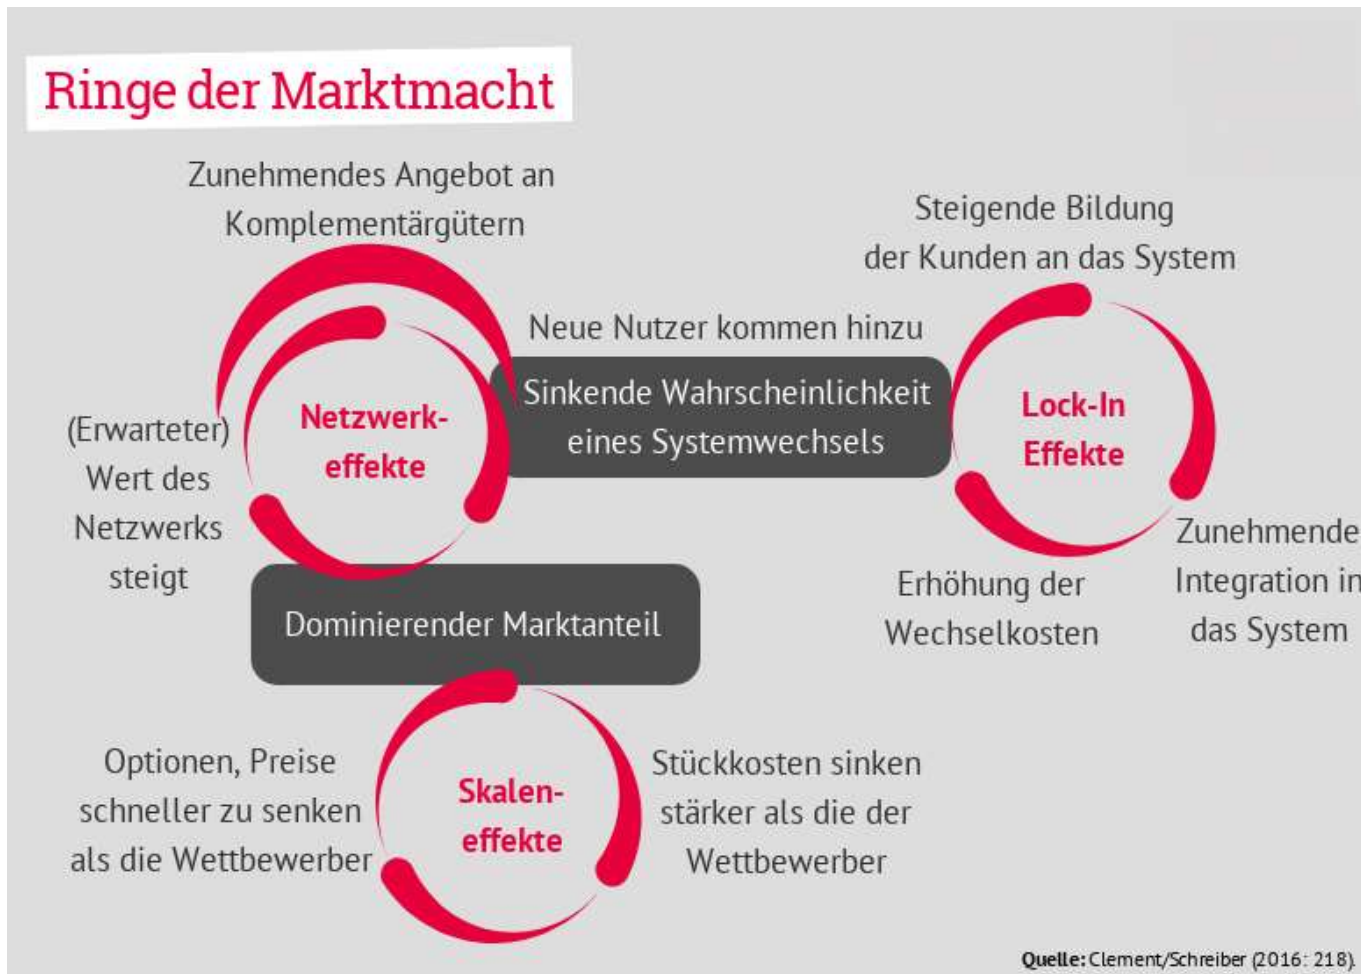 Ringe der Marktmacht
Zunehmendes Angebot an
Komplementärgütern
Steigende Bildung
der Kunden an das System
Neue Nutzer kommen hinzu
Sinkende Wahrscheinlichkeit
eines Systemwechsels
Netzwerk-
effekte
Lock-In
Effekte
(Erwarteter)
Wert des
Netzwerks
steigt
Zunehmende
Integration in
das System
Erhöhung der
Wechselkosten
Dominierender Marktanteil
Optionen, Preise
schneller zu senken
als die Wettbewerber
Skalen-
effekte
Stückkosten sinken
stärker als die der
Wettbewerber
Quelle: Clement/Schreiber (2016: 218).